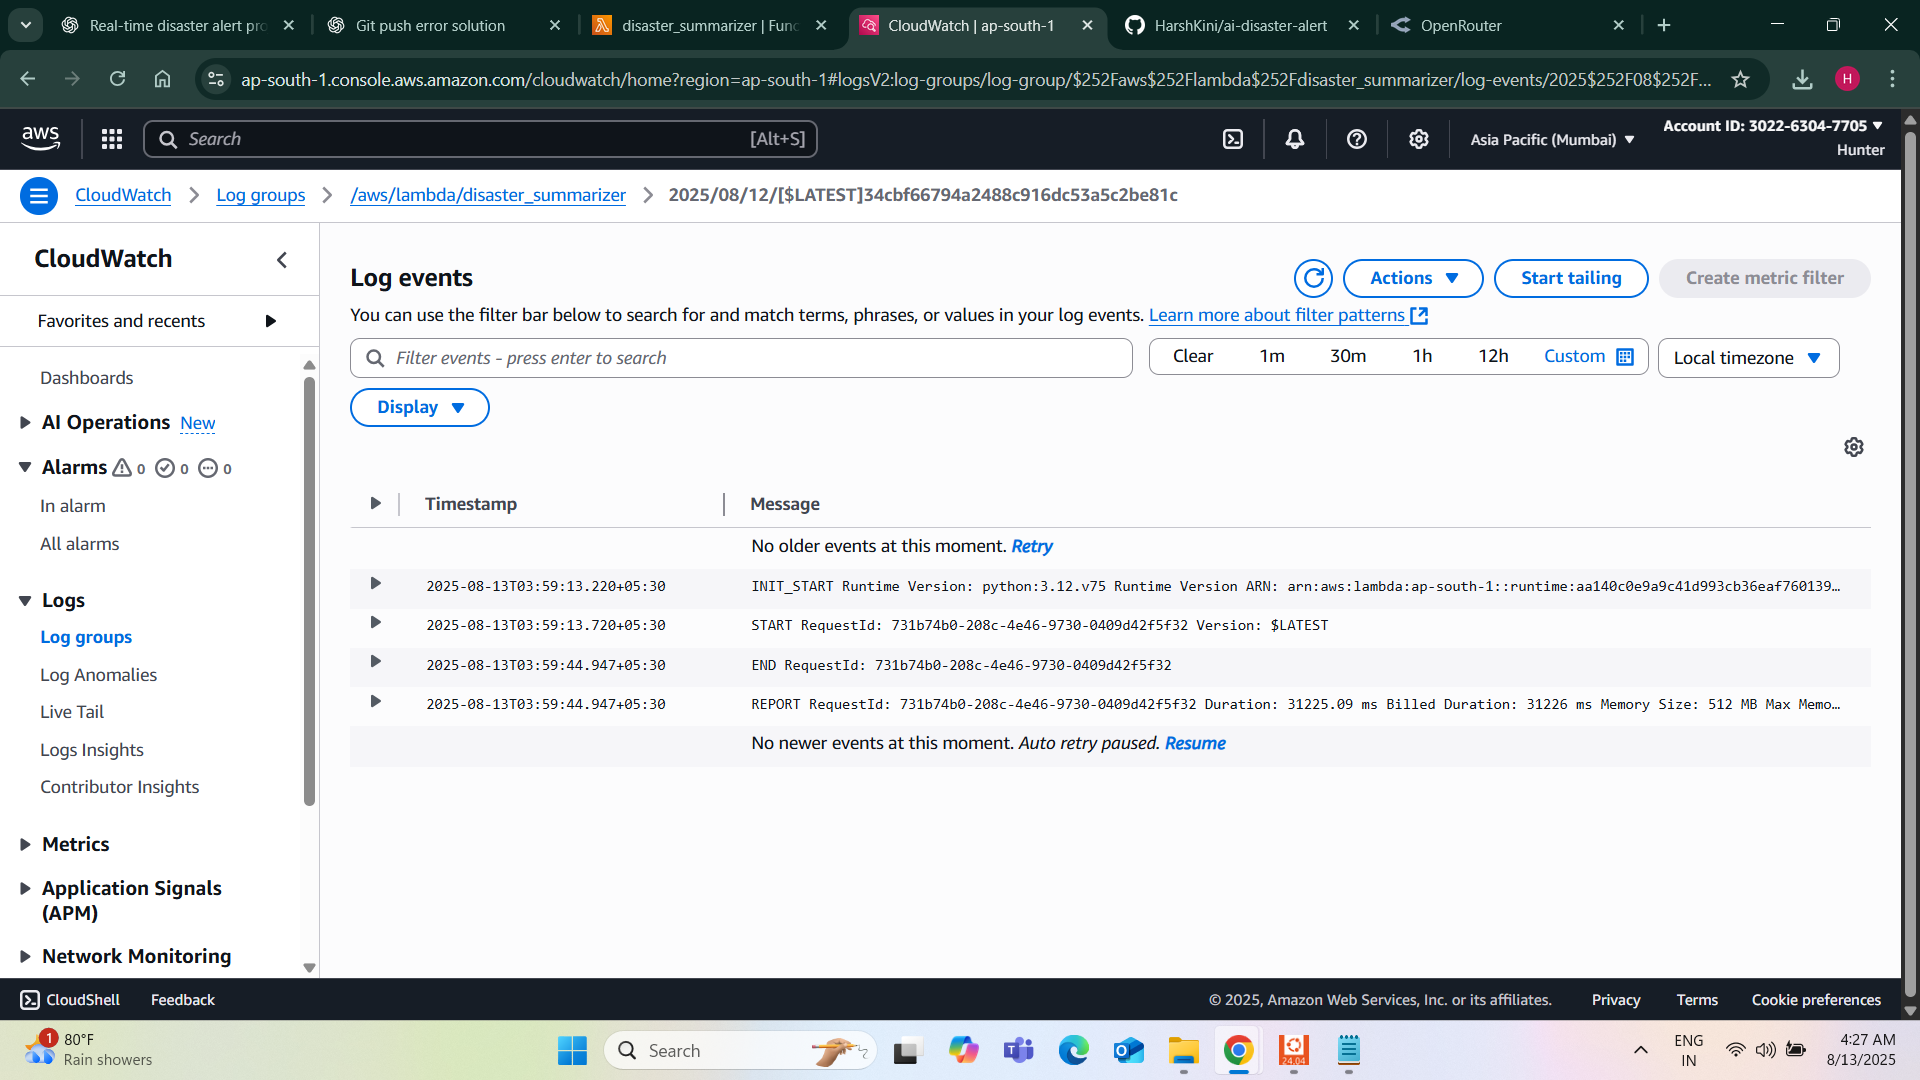 Real-time disaster alert pro
Git push error solution
disaster_summarizer | Func
CloudWatch | ap-south-1
HarshKini/ai-disaster-alert
OpenRouter
ap-south-1.console.aws.amazon.com/cloudwatch/home?region=ap-south-1#logsV2:log-groups/log-group/$252Faws$252Flambda$252Fdisaster_summarizer/log-events/2025$252F08$252F...
H
aws
Search
[Alt+S]
Asia Pacific (Mumbai)
Account ID: 3022-6304-7705
Hunter
CloudWatch
Log groups
/aws/lambda/disaster_summarizer
2025/08/12/[$LATEST]34cbf66794a2488c916dc53a5c2be81c
CloudWatch
Favorites and recents
Dashboards
AI Operations New
Alarms 0 0 0
In alarm
All alarms
Logs
Log groups
Log Anomalies
Live Tail
Logs Insights
Contributor Insights
Metrics
Application Signals
(APM)
Network Monitoring
Log events
Actions
Start tailing
Create metric filter
You can use the filter bar below to search for and match terms, phrases, or values in your log events. Learn more about filter patterns
Filter events - press enter to search
Clear 1m 30m 1h 12h Custom
Local timezone
Display
Timestamp Message
No older events at this moment. Retry
2025-08-13T03:59:13.220+05:30 INIT_START Runtime Version: python:3.12.v75 Runtime Version ARN: arn:aws:lambda:ap-south-1::runtime:aa140c0e9a9c41d993cb36eaf760139…
2025-08-13T03:59:13.720+05:30 START RequestId: 731b74b0-208c-4e46-9730-0409d42f5f32 Version: $LATEST
2025-08-13T03:59:44.947+05:30 END RequestId: 731b74b0-208c-4e46-9730-0409d42f5f32
2025-08-13T03:59:44.947+05:30 REPORT RequestId: 731b74b0-208c-4e46-9730-0409d42f5f32 Duration: 31225.09 ms Billed Duration: 31226 ms Memory Size: 512 MB Max Memo…
No newer events at this moment. Auto retry paused. Resume
CloudShell
Feedback
© 2025, Amazon Web Services, Inc. or its affiliates.
Privacy
Terms
Cookie preferences
1
80°F
Rain showers
Search
24.04
ENG
IN
4:27 AM
8/13/2025